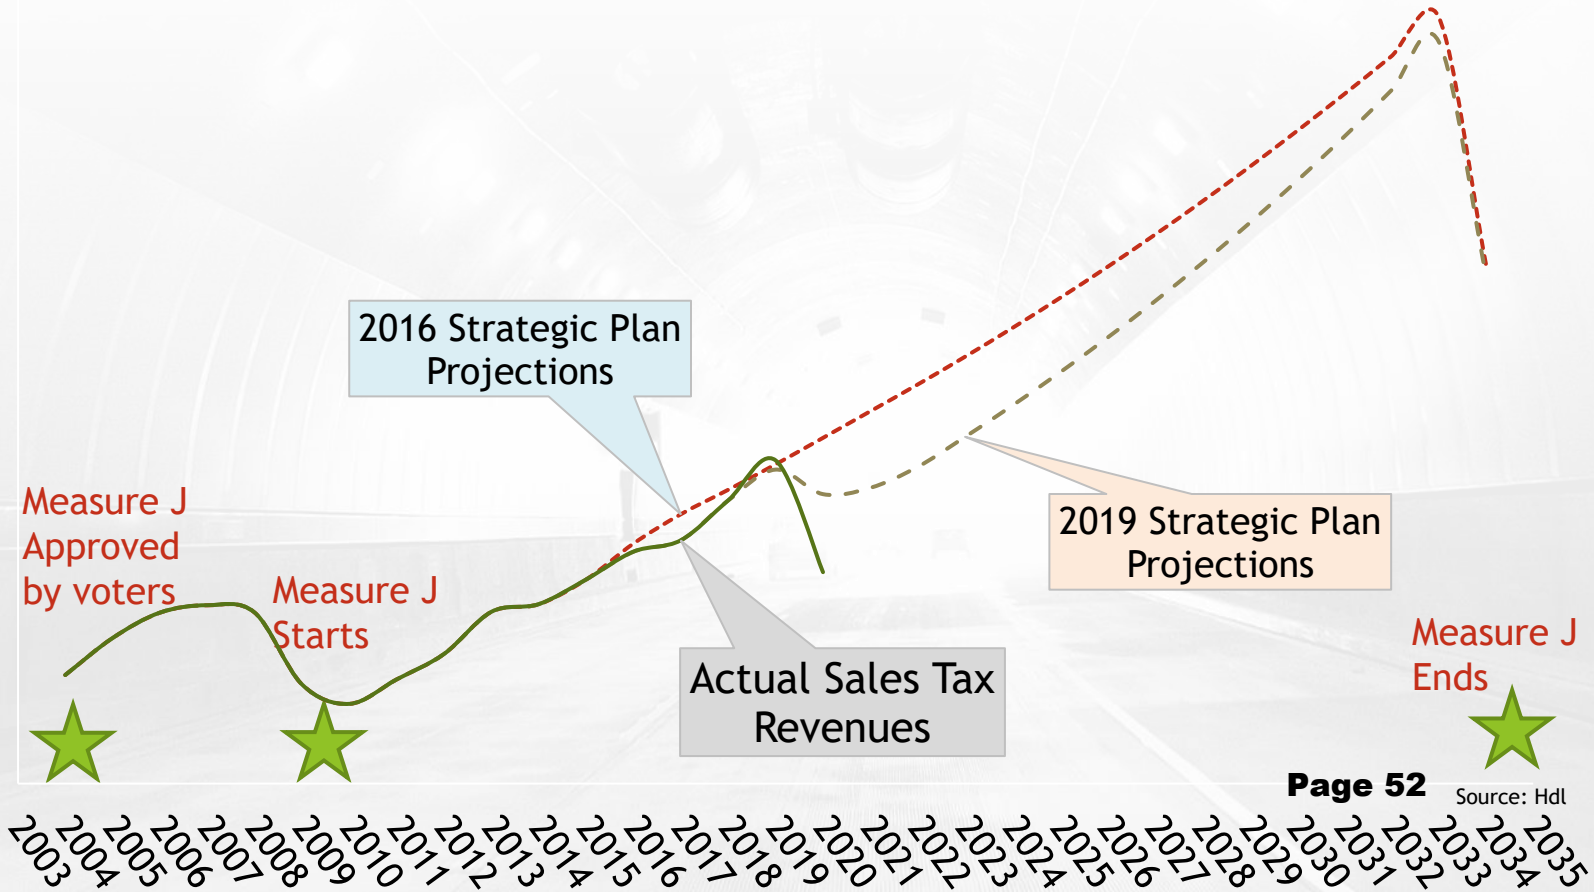 2016 Strategic Plan
Projections
Measure J
Approved
by voters
Measure J
Starts
2019 Strategic Plan
Projections
Actual Sales Tax
Revenues
Measure J
Ends
Page 52
Source: Hdl
2003
2004
2005
2006
2007
2008
2009
2010
2011
2012
2013
2014
2015
2016
2017
2018
2019
2020
2021
2022
2023
2024
2025
2026
2027
2028
2029
2030
2031
2032
2033
2034
2035